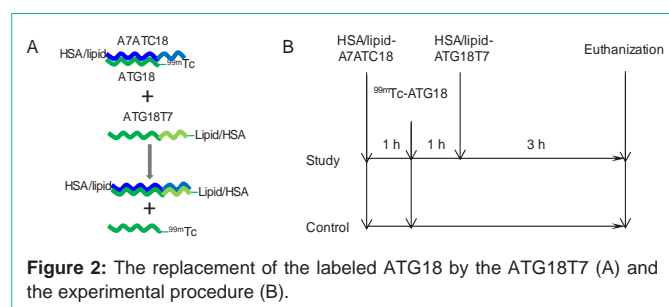 A
A7ATC18
HSA/lipid
99mTc
ATG18
+
ATG18T7
Lipid/HSA
HSA/lipid
Lipid/HSA
+
99mTc
B
HSA/lipid-
A7ATC18
HSA/lipid-
ATG18T7
Euthanization
99mTc-ATG18
1 h
1 h
3 h
Study
Control
Figure 2: The replacement of the labeled ATG18 by the ATG18T7 (A) and
the experimental procedure (B).